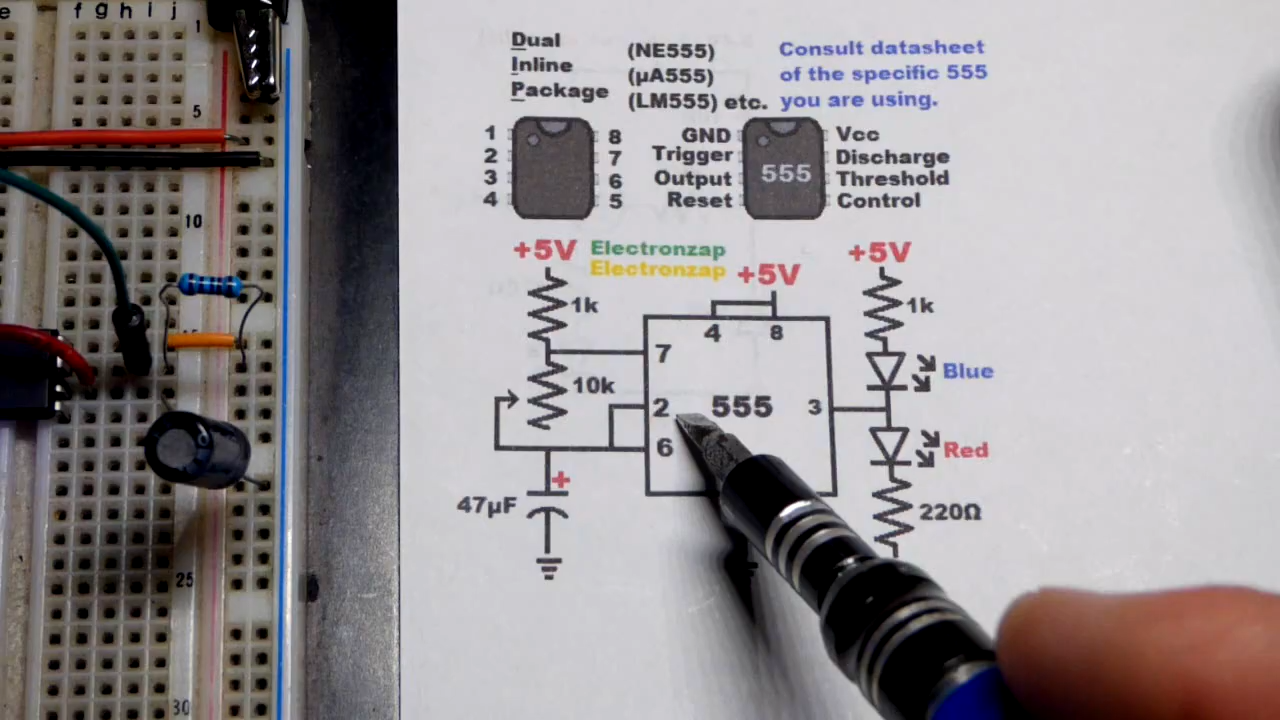 e f g h i j
1
5
10
25
30
Dual
Inline
Package
(NE555)
(µA555)
(LM555) etc.
Consult datasheet
of the specific 555
you are using.
1 8
2 7
3 6
4 5
GND Vcc
Trigger Discharge
Output 555 Threshold
Reset Control
+5V Electronzap +5V
Electronzap +5V
1k 1k
4 8
7
10k Blue
2 555 3
6 Red
+
47µF 220Ω